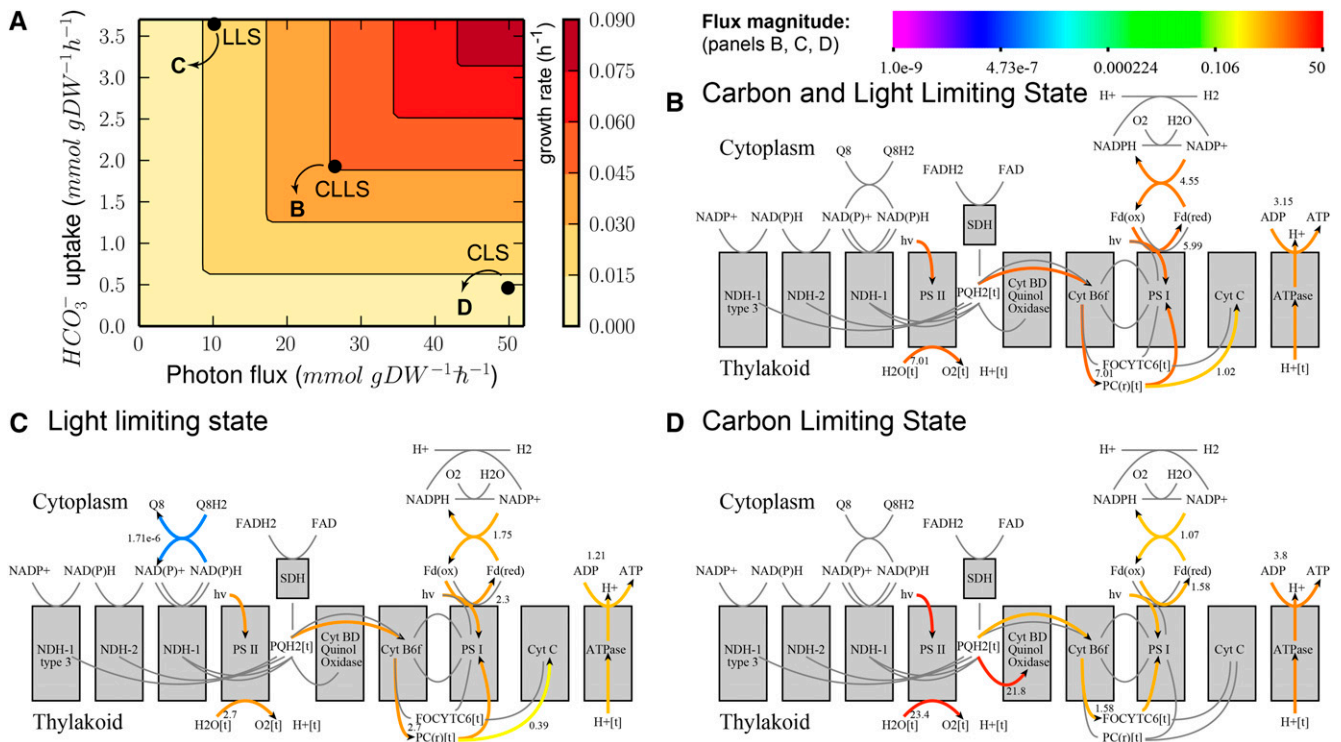 A
3.5
3.0
2.5
2.0
1.5
1.0
0.5
0.0
HCO3− uptake (mmol gDW−1h−1)
LLS
C
CLLS
B
CLS
D
0 10 20 30 40 50
Photon flux (mmol gDW−1h−1)
0.090
0.075
0.060
0.045
0.030
0.015
0.000
growth rate (h−1)
Flux magnitude:
(panels B, C, D)
1.0e-9 4.73e-7 0.000224 0.106 50
B Carbon and Light Limiting State
H+ H2
O2 H2O
NADPH NADP+
Cytoplasm
Q8 Q8H2
FADH2 FAD
4.55
3.15
NADP+ NAD(P)H NAD(P)+ NAD(P)H
SDH
Fd(ox) Fd(red)
ADP H+ ATP
hν hν 5.99
NDH-1
type 3
NDH-2
NDH-1
PS II
PQH2[t]
Cyt BD
Quinol
Oxidase
Cyt B6f
PS I
Cyt C
ATPase
Thylakoid
7.01
H2O[t] O2[t] H+[t]
FOCYTC6[t]
7.01
PC(r)[t]
1.02
H+[t]
C Light limiting state
H+ H2
O2 H2O
NADPH NADP+
Cytoplasm
Q8 Q8H2
1.71e-6
FADH2 FAD
1.75
1.21
NADP+ NAD(P)H NAD(P)+ NAD(P)H
SDH
Fd(ox) Fd(red)
ADP H+ ATP
hν hν 2.3
NDH-1
type 3
NDH-2
NDH-1
PS II
PQH2[t]
Cyt BD
Quinol
Oxidase
Cyt B6f
PS I
Cyt C
ATPase
Thylakoid
2.7
H2O[t] O2[t] H+[t]
FOCYTC6[t]
2.7
PC(r)[t]
0.39
H+[t]
D Carbon Limiting State
H+ H2
O2 H2O
NADPH NADP+
Cytoplasm
Q8 Q8H2
FADH2 FAD
1.07
3.8
NADP+ NAD(P)H NAD(P)+ NAD(P)H
SDH
Fd(ox) Fd(red)
ADP H+ ATP
hν hν 1.58
NDH-1
type 3
NDH-2
NDH-1
PS II
PQH2[t]
Cyt BD
Quinol
Oxidase
21.8
Cyt B6f
PS I
Cyt C
ATPase
Thylakoid
23.4
H2O[t] O2[t] H+[t]
1.58
FOCYTC6[t]
PC(r)[t]
H+[t]